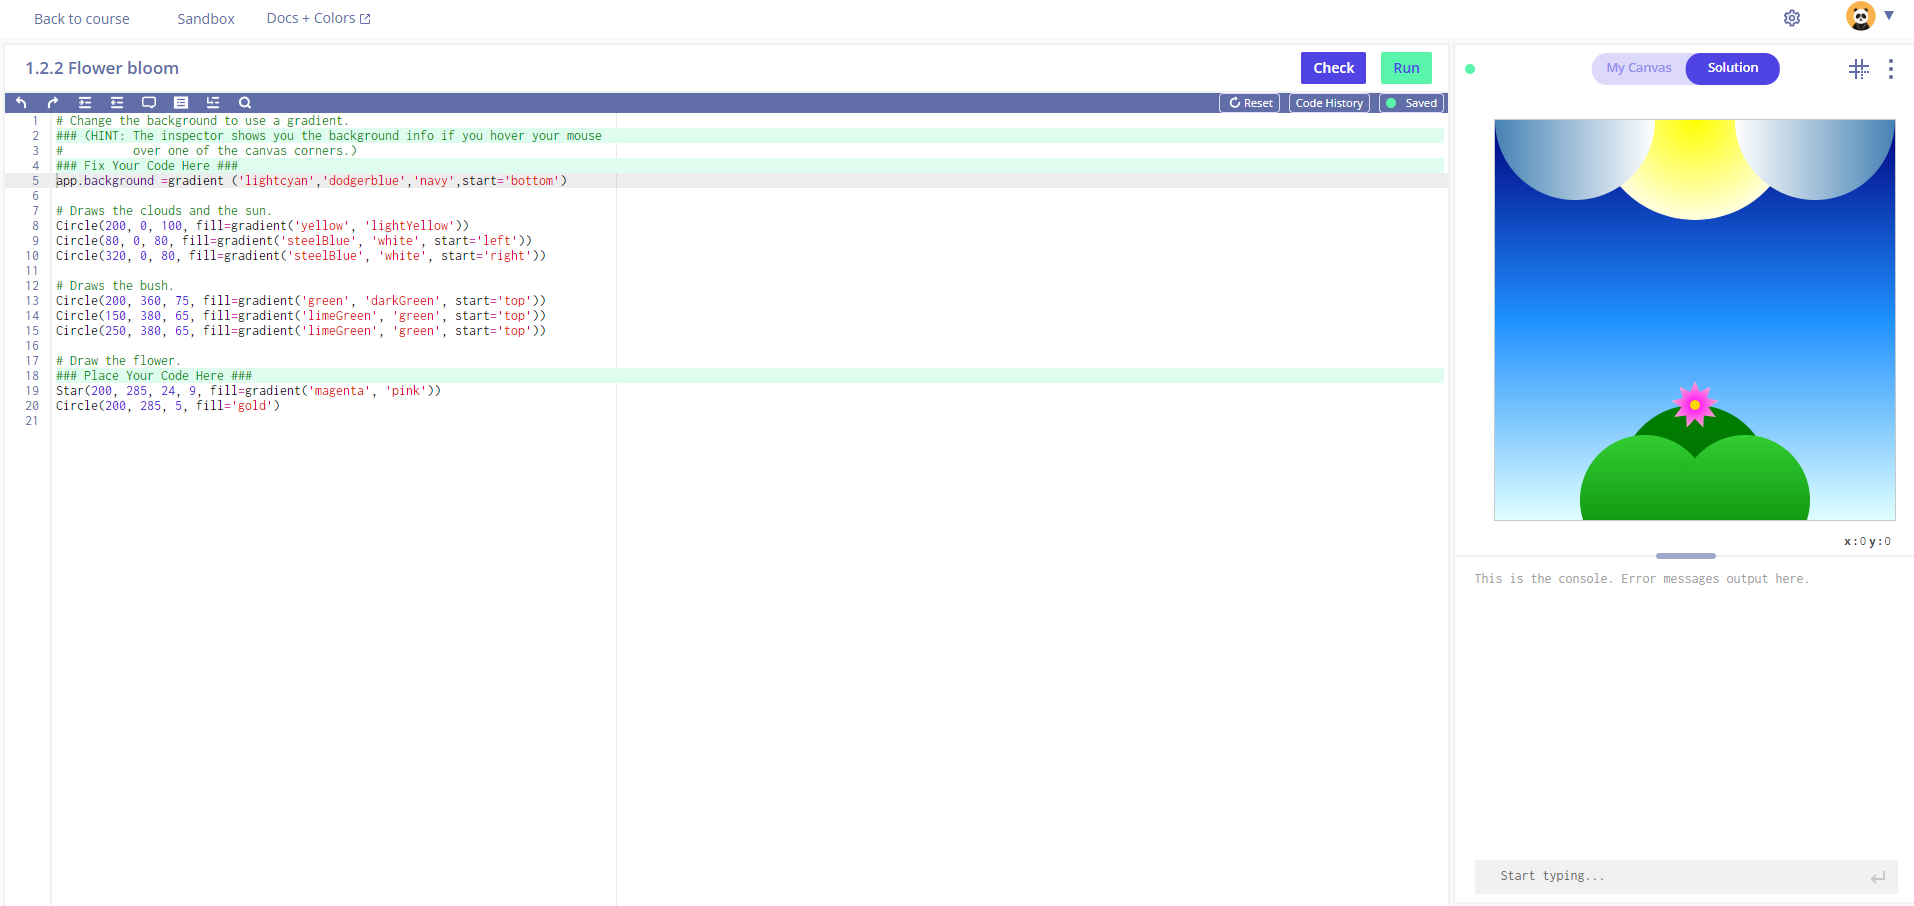 Back to course Sandbox Docs + Colors
1.2.2 Flower bloom Check Run My Canvas Solution
Reset Code History Saved
1 # Change the background to use a gradient.
2 ### (HINT: The inspector shows you the background info if you hover your mouse
3 #          over one of the canvas corners.)
4 ### Fix Your Code Here ###
5 app.background =gradient ('lightcyan','dodgerblue','navy',start='bottom')
6
7 # Draws the clouds and the sun.
8 Circle(200, 0, 100, fill=gradient('yellow', 'lightYellow'))
9 Circle(80, 0, 80, fill=gradient('steelBlue', 'white', start='left'))
10 Circle(320, 0, 80, fill=gradient('steelBlue', 'white', start='right'))
11
12 # Draws the bush.
13 Circle(200, 360, 75, fill=gradient('green', 'darkGreen', start='top'))
14 Circle(150, 380, 65, fill=gradient('limeGreen', 'green', start='top'))
15 Circle(250, 380, 65, fill=gradient('limeGreen', 'green', start='top'))
16
17 # Draw the flower.
18 ### Place Your Code Here ###
19 Star(200, 285, 24, 9, fill=gradient('magenta', 'pink'))
20 Circle(200, 285, 5, fill='gold')
21
x:0 y:0
This is the console. Error messages output here.
Start typing...